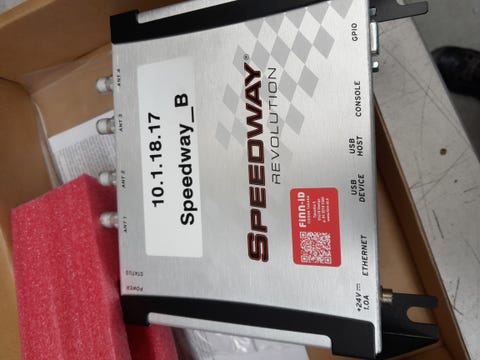 SPEEDWAY®
REVOLUTION
10.1.18.17
Speedway_B
ANT 4
ANT 3
ANT 2
ANT 1
POWER
STATUS
GPIO
CONSOLE
USB
HOST
USB
DEVICE
ETHERNET
+24V
1.0A
FINN-ID